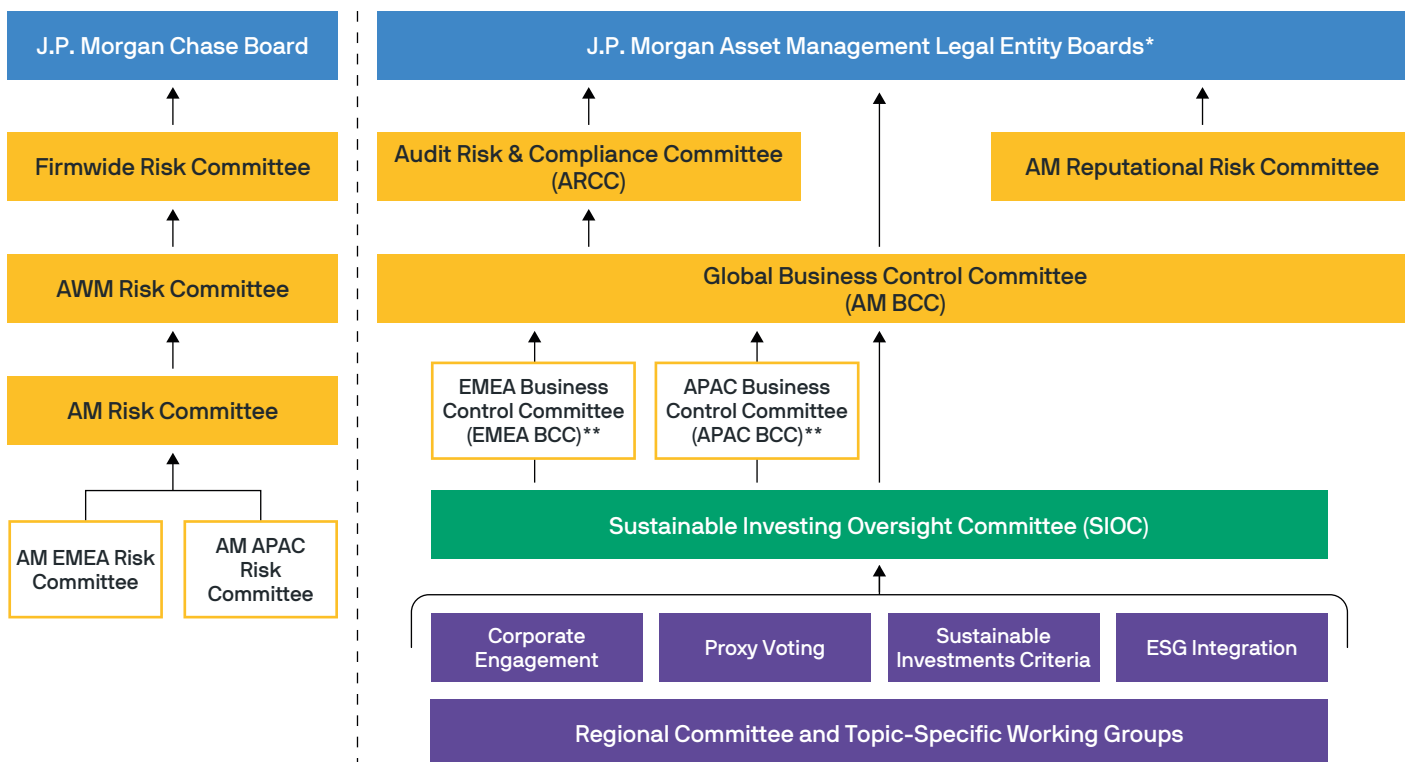 J.P. Morgan Chase Board
Firmwide Risk Committee
AWM Risk Committee
AM Risk Committee
AM EMEA Risk
Committee
AM APAC
Risk
Committee
J.P. Morgan Asset Management Legal Entity Boards*
Audit Risk & Compliance Committee
(ARCC)
AM Reputational Risk Committee
Global Business Control Committee
(AM BCC)
EMEA Business
Control Committee
(EMEA BCC)**
APAC Business
Control Committee
(APAC BCC)**
Sustainable Investing Oversight Committee (SIOC)
Corporate
Engagement
Proxy Voting
Sustainable
Investments Criteria
ESG Integration
Regional Committee and Topic-Specific Working Groups